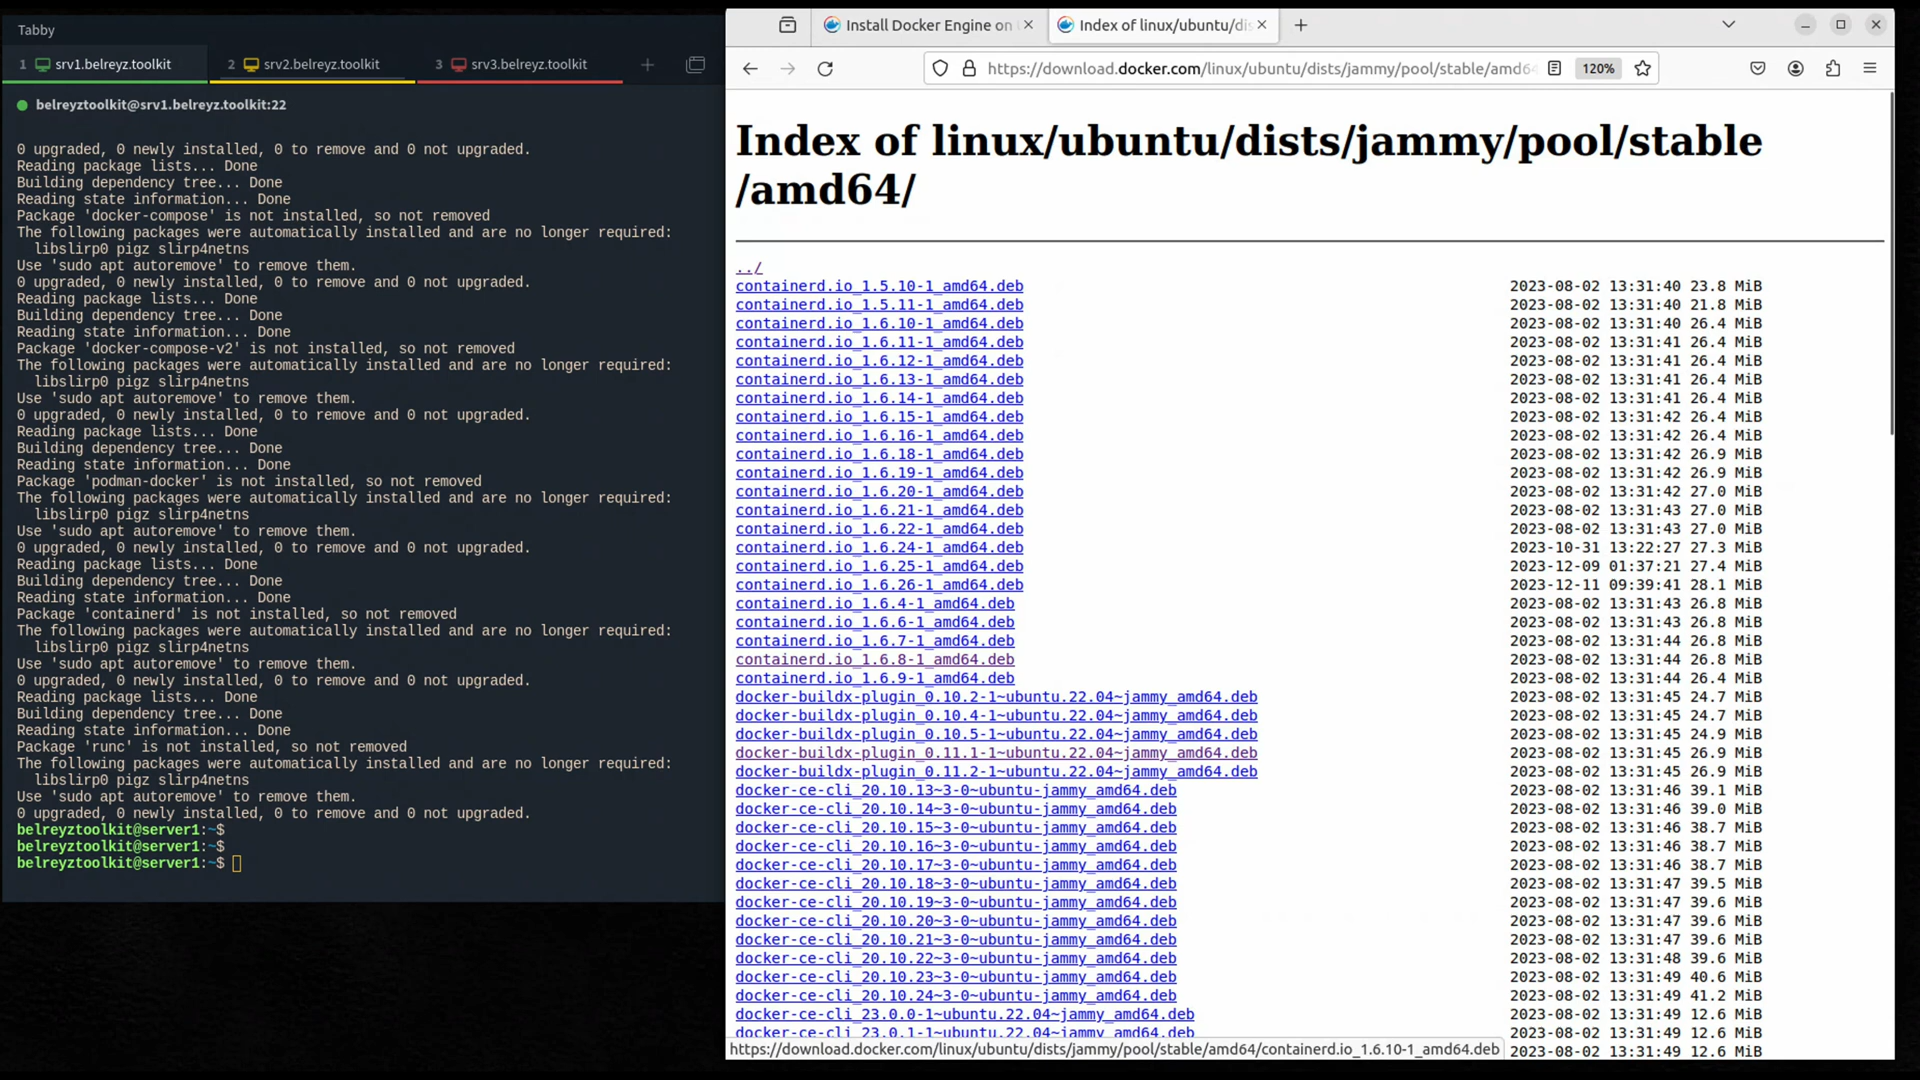 Tabby
1 srv1.belreyz.toolkit 2 srv2.belreyz.toolkit 3 srv3.belreyz.toolkit
belreyztoolkit@srv1.belreyz.toolkit:22
0 upgraded, 0 newly installed, 0 to remove and 0 not upgraded.
Reading package lists... Done
Building dependency tree... Done
Reading state information... Done
Package 'docker-compose' is not installed, so not removed
The following packages were automatically installed and are no longer required:
libslirp0 pigz slirp4netns
Use 'sudo apt autoremove' to remove them.
0 upgraded, 0 newly installed, 0 to remove and 0 not upgraded.
Reading package lists... Done
Building dependency tree... Done
Reading state information... Done
Package 'docker-compose-v2' is not installed, so not removed
The following packages were automatically installed and are no longer required:
libslirp0 pigz slirp4netns
Use 'sudo apt autoremove' to remove them.
0 upgraded, 0 newly installed, 0 to remove and 0 not upgraded.
Reading package lists... Done
Building dependency tree... Done
Reading state information... Done
Package 'podman-docker' is not installed, so not removed
The following packages were automatically installed and are no longer required:
libslirp0 pigz slirp4netns
Use 'sudo apt autoremove' to remove them.
0 upgraded, 0 newly installed, 0 to remove and 0 not upgraded.
Reading package lists... Done
Building dependency tree... Done
Reading state information... Done
Package 'containerd' is not installed, so not removed
The following packages were automatically installed and are no longer required:
libslirp0 pigz slirp4netns
Use 'sudo apt autoremove' to remove them.
0 upgraded, 0 newly installed, 0 to remove and 0 not upgraded.
Reading package lists... Done
Building dependency tree... Done
Reading state information... Done
Package 'runc' is not installed, so not removed
The following packages were automatically installed and are no longer required:
libslirp0 pigz slirp4netns
Use 'sudo apt autoremove' to remove them.
0 upgraded, 0 newly installed, 0 to remove and 0 not upgraded.
belreyztoolkit@server1:~$
belreyztoolkit@server1:~$
belreyztoolkit@server1:~$
Install Docker Engine on Index of linux/ubuntu/dis
https://download.docker.com/linux/ubuntu/dists/jammy/pool/stable/amd64 120%
Index of linux/ubuntu/dists/jammy/pool/stable
/amd64/
../
containerd.io_1.5.10-1_amd64.deb 2023-08-02 13:31:40 23.8 MiB
containerd.io_1.5.11-1_amd64.deb 2023-08-02 13:31:40 21.8 MiB
containerd.io_1.6.10-1_amd64.deb 2023-08-02 13:31:40 26.4 MiB
containerd.io_1.6.11-1_amd64.deb 2023-08-02 13:31:41 26.4 MiB
containerd.io_1.6.12-1_amd64.deb 2023-08-02 13:31:41 26.4 MiB
containerd.io_1.6.13-1_amd64.deb 2023-08-02 13:31:41 26.4 MiB
containerd.io_1.6.14-1_amd64.deb 2023-08-02 13:31:41 26.4 MiB
containerd.io_1.6.15-1_amd64.deb 2023-08-02 13:31:42 26.4 MiB
containerd.io_1.6.16-1_amd64.deb 2023-08-02 13:31:42 26.4 MiB
containerd.io_1.6.18-1_amd64.deb 2023-08-02 13:31:42 26.9 MiB
containerd.io_1.6.19-1_amd64.deb 2023-08-02 13:31:42 26.9 MiB
containerd.io_1.6.20-1_amd64.deb 2023-08-02 13:31:42 27.0 MiB
containerd.io_1.6.21-1_amd64.deb 2023-08-02 13:31:43 27.0 MiB
containerd.io_1.6.22-1_amd64.deb 2023-08-02 13:31:43 27.0 MiB
containerd.io_1.6.24-1_amd64.deb 2023-10-31 13:22:27 27.3 MiB
containerd.io_1.6.25-1_amd64.deb 2023-12-09 01:37:21 27.4 MiB
containerd.io_1.6.26-1_amd64.deb 2023-12-11 09:39:41 28.1 MiB
containerd.io_1.6.4-1_amd64.deb 2023-08-02 13:31:43 26.8 MiB
containerd.io_1.6.6-1_amd64.deb 2023-08-02 13:31:43 26.8 MiB
containerd.io_1.6.7-1_amd64.deb 2023-08-02 13:31:44 26.8 MiB
containerd.io_1.6.8-1_amd64.deb 2023-08-02 13:31:44 26.8 MiB
containerd.io_1.6.9-1_amd64.deb 2023-08-02 13:31:44 26.4 MiB
docker-buildx-plugin_0.10.2-1~ubuntu.22.04~jammy_amd64.deb 2023-08-02 13:31:45 24.7 MiB
docker-buildx-plugin_0.10.4-1~ubuntu.22.04~jammy_amd64.deb 2023-08-02 13:31:45 24.7 MiB
docker-buildx-plugin_0.10.5-1~ubuntu.22.04~jammy_amd64.deb 2023-08-02 13:31:45 24.9 MiB
docker-buildx-plugin_0.11.1-1~ubuntu.22.04~jammy_amd64.deb 2023-08-02 13:31:45 26.9 MiB
docker-buildx-plugin_0.11.2-1~ubuntu.22.04~jammy_amd64.deb 2023-08-02 13:31:45 26.9 MiB
docker-ce-cli_20.10.13~3-0~ubuntu-jammy_amd64.deb 2023-08-02 13:31:46 39.1 MiB
docker-ce-cli_20.10.14~3-0~ubuntu-jammy_amd64.deb 2023-08-02 13:31:46 39.0 MiB
docker-ce-cli_20.10.15~3-0~ubuntu-jammy_amd64.deb 2023-08-02 13:31:46 38.7 MiB
docker-ce-cli_20.10.16~3-0~ubuntu-jammy_amd64.deb 2023-08-02 13:31:46 38.7 MiB
docker-ce-cli_20.10.17~3-0~ubuntu-jammy_amd64.deb 2023-08-02 13:31:46 38.7 MiB
docker-ce-cli_20.10.18~3-0~ubuntu-jammy_amd64.deb 2023-08-02 13:31:47 39.5 MiB
docker-ce-cli_20.10.19~3-0~ubuntu-jammy_amd64.deb 2023-08-02 13:31:47 39.6 MiB
docker-ce-cli_20.10.20~3-0~ubuntu-jammy_amd64.deb 2023-08-02 13:31:47 39.6 MiB
docker-ce-cli_20.10.21~3-0~ubuntu-jammy_amd64.deb 2023-08-02 13:31:47 39.6 MiB
docker-ce-cli_20.10.22~3-0~ubuntu-jammy_amd64.deb 2023-08-02 13:31:48 39.6 MiB
docker-ce-cli_20.10.23~3-0~ubuntu-jammy_amd64.deb 2023-08-02 13:31:49 40.6 MiB
docker-ce-cli_20.10.24~3-0~ubuntu-jammy_amd64.deb 2023-08-02 13:31:49 41.2 MiB
docker-ce-cli_23.0.0-1~ubuntu.22.04~jammy_amd64.deb 2023-08-02 13:31:49 12.6 MiB
docker-ce-cli_23.0.1-1~ubuntu.22.04~jammy_amd64.deb 2023-08-02 13:31:49 12.6 MiB
https://download.docker.com/linux/ubuntu/dists/jammy/pool/stable/amd64/containerd.io_1.6.10-1_amd64.deb 2023-08-02 13:31:49 12.6 MiB